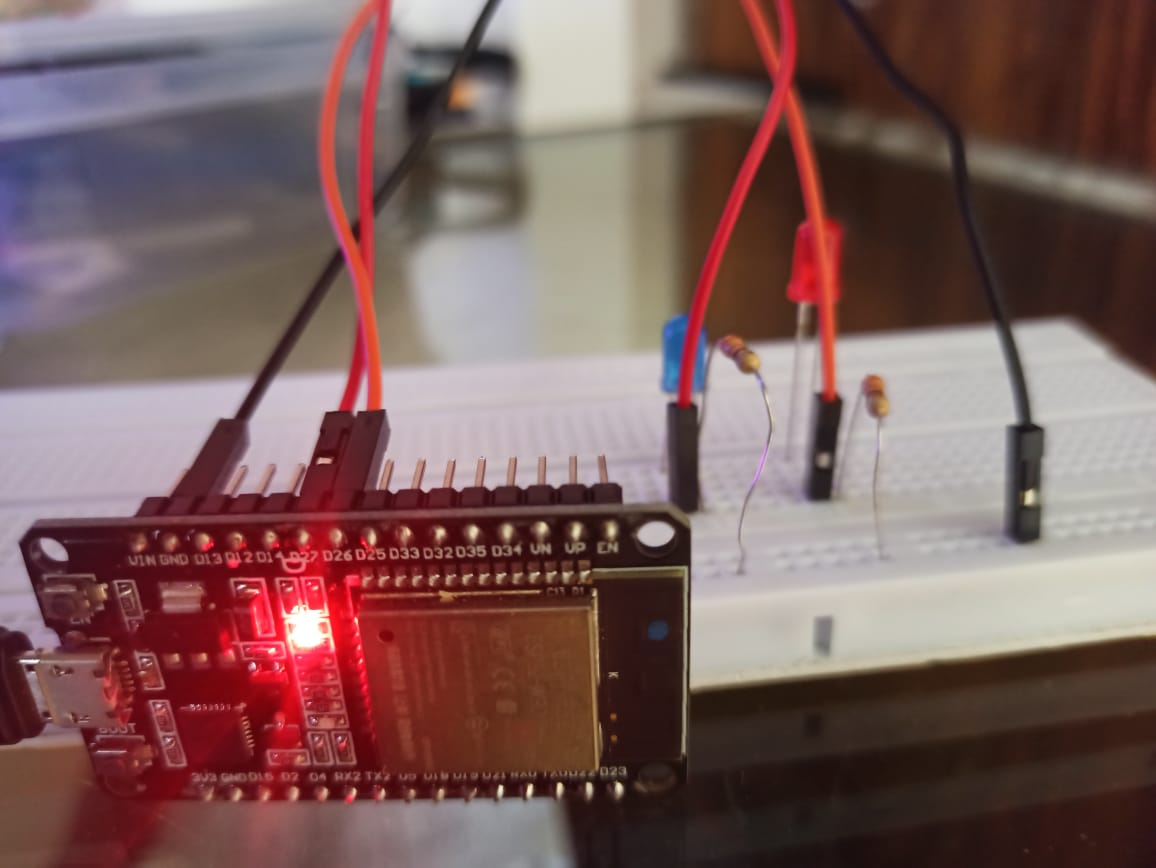 VIN GND D13 D12 D14 D27 D26 D25 D33 D32 D35 D34 VN VP EN
BOOT
3V3 GND D15 D2 D4 RX2 TX2 D5 D18 D19 D21 RX0 TX0 D22 D23